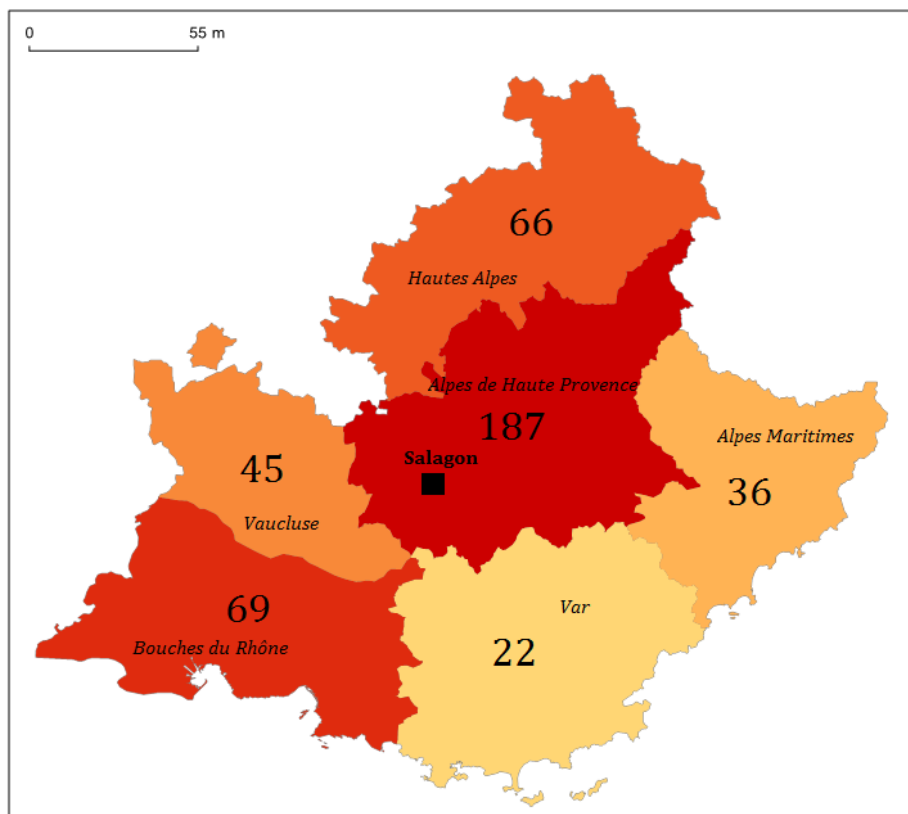 0 55 m
66
Hautes Alpes
Alpes de Haute Provence
187
Alpes Maritimes
Salagon
45
36
Vaucluse
69
Var
Bouches du Rhône
22